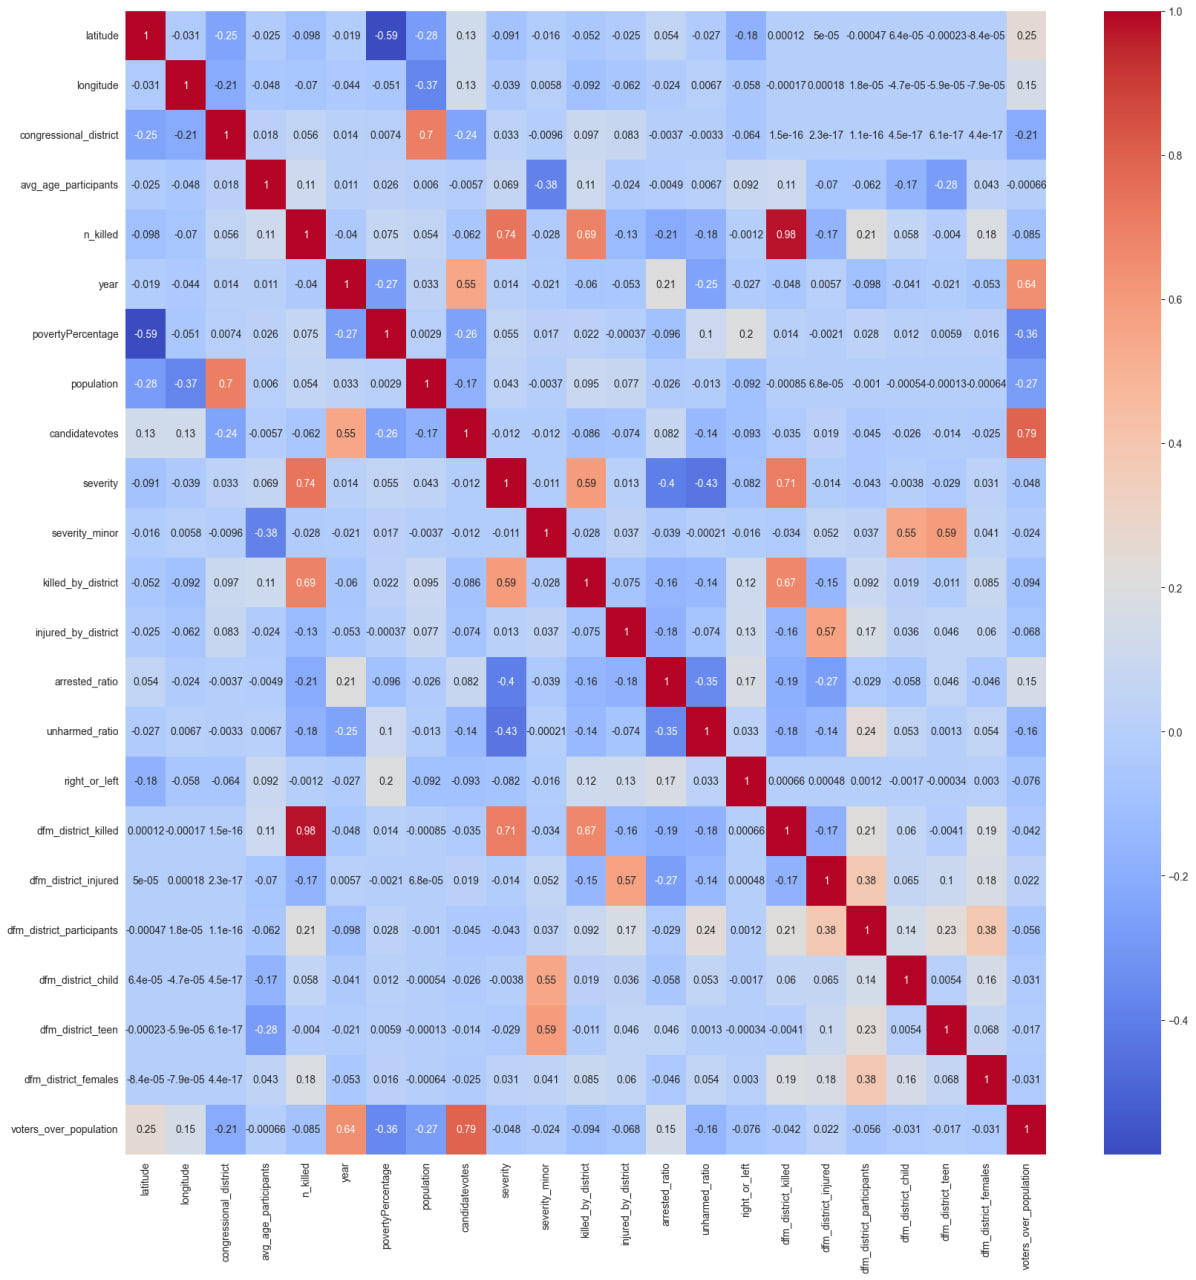 latitude 1 -0.031 -0.25 -0.025 -0.098 -0.019 -0.59 -0.28 0.13 -0.091 -0.016 -0.052 -0.025 0.054 -0.027 -0.18 0.00012 5e-05 -0.00047 6.4e-05 -0.00023 -8.4e-05 0.25 1.0
longitude -0.031 1 -0.21 -0.048 -0.07 -0.044 -0.051 -0.37 0.13 -0.039 0.0058 -0.092 -0.062 -0.024 0.0067 -0.058 -0.00017 0.00018 1.8e-05 -4.7e-05 -5.9e-05 -7.9e-05 0.15
congressional_district -0.25 -0.21 1 0.018 0.056 0.014 0.0074 0.7 -0.24 0.033 -0.0096 0.097 0.083 -0.0037 -0.0033 -0.064 1.5e-16 2.3e-17 1.1e-16 4.5e-17 6.1e-17 4.4e-17 -0.21
0.8
avg_age_participants -0.025 -0.048 0.018 1 0.11 0.011 0.026 0.006 -0.0057 0.069 -0.38 0.11 -0.024 -0.0049 0.0067 0.092 0.11 -0.07 -0.062 -0.17 -0.28 0.043 -0.00066
n_killed -0.098 -0.07 0.056 0.11 1 -0.04 0.075 0.054 -0.062 0.74 -0.028 0.69 -0.13 -0.21 -0.18 -0.0012 0.98 -0.17 0.21 0.058 -0.004 0.18 -0.085
year -0.019 -0.044 0.014 0.011 -0.04 1 -0.27 0.033 0.55 0.014 -0.021 -0.06 -0.053 0.21 -0.25 -0.027 -0.048 0.0057 -0.098 -0.041 -0.021 -0.053 0.64
0.6
povertyPercentage -0.59 -0.051 0.0074 0.026 0.075 -0.27 1 0.0029 -0.26 0.055 0.017 0.022 -0.00037 -0.096 0.1 0.2 0.014 -0.0021 0.028 0.012 0.0059 0.016 -0.36
population -0.28 -0.37 0.7 0.006 0.054 0.033 0.0029 1 -0.17 0.043 -0.0037 0.095 0.077 -0.026 -0.013 -0.092 -0.00085 6.8e-05 -0.001 -0.00054 -0.00013 -0.00064 -0.27
candidatevotes 0.13 0.13 -0.24 -0.0057 -0.062 0.55 -0.26 -0.17 1 -0.012 -0.012 -0.086 -0.074 0.082 -0.14 -0.093 -0.035 0.019 -0.045 -0.026 -0.014 -0.025 0.79
0.4
severity -0.091 -0.039 0.033 0.069 0.74 0.014 0.055 0.043 -0.012 1 -0.011 0.59 0.013 -0.4 -0.43 -0.082 0.71 -0.014 -0.043 -0.0038 -0.029 0.031 -0.048
severity_minor -0.016 0.0058 -0.0096 -0.38 -0.028 -0.021 0.017 -0.0037 -0.012 -0.011 1 -0.028 0.037 -0.039 -0.00021 -0.016 -0.034 0.052 0.037 0.55 0.59 0.041 -0.024
killed_by_district -0.052 -0.092 0.097 0.11 0.69 -0.06 0.022 0.095 -0.086 0.59 -0.028 1 -0.075 -0.16 -0.14 0.12 0.67 -0.15 0.092 0.019 -0.011 0.085 -0.094
0.2
injured_by_district -0.025 -0.062 0.083 -0.024 -0.13 -0.053 -0.00037 0.077 -0.074 0.013 0.037 -0.075 1 -0.18 -0.074 0.13 -0.16 0.57 0.17 0.036 0.046 0.06 -0.068
arrested_ratio 0.054 -0.024 -0.0037 -0.0049 -0.21 0.21 -0.096 -0.026 0.082 -0.4 -0.039 -0.16 -0.18 1 -0.35 0.17 -0.19 -0.27 -0.029 -0.058 0.046 -0.046 0.15
unharmed_ratio -0.027 0.0067 -0.0033 0.0067 -0.18 -0.25 0.1 -0.013 -0.14 -0.43 -0.00021 -0.14 -0.074 -0.35 1 0.033 -0.18 -0.14 0.24 0.053 0.0013 0.054 -0.16
0.0
right_or_left -0.18 -0.058 -0.064 0.092 -0.0012 -0.027 0.2 -0.092 -0.093 -0.082 -0.016 0.12 0.13 0.17 0.033 1 0.00066 0.00048 0.0012 -0.0017 -0.00034 0.003 -0.076
dfm_district_killed 0.00012 -0.00017 1.5e-16 0.11 0.98 -0.048 0.014 -0.00085 -0.035 0.71 -0.034 0.67 -0.16 -0.19 -0.18 0.00066 1 -0.17 0.21 0.06 -0.0041 0.19 -0.042
dfm_district_injured 5e-05 0.00018 2.3e-17 -0.07 -0.17 0.0057 -0.0021 6.8e-05 0.019 -0.014 0.052 -0.15 0.57 -0.27 -0.14 0.00048 -0.17 1 0.38 0.065 0.1 0.18 0.022
-0.2
dfm_district_participants -0.00047 1.8e-05 1.1e-16 -0.062 0.21 -0.098 0.028 -0.001 -0.045 -0.043 0.037 0.092 0.17 -0.029 0.24 0.0012 0.21 0.38 1 0.14 0.23 0.38 -0.056
dfm_district_child 6.4e-05 -4.7e-05 4.5e-17 -0.17 0.058 -0.041 0.012 -0.00054 -0.026 -0.0038 0.55 0.019 0.036 -0.058 0.053 -0.0017 0.06 0.065 0.14 1 0.0054 0.16 -0.031
-0.4
dfm_district_teen -0.00023 -5.9e-05 6.1e-17 -0.28 -0.004 -0.021 0.0059 -0.00013 -0.014 -0.029 0.59 -0.011 0.046 0.046 0.0013 -0.00034 -0.0041 0.1 0.23 0.0054 1 0.068 -0.017
dfm_district_females -8.4e-05 -7.9e-05 4.4e-17 0.043 0.18 -0.053 0.016 -0.00064 -0.025 0.031 0.041 0.085 0.06 -0.046 0.054 0.003 0.19 0.18 0.38 0.16 0.068 1 -0.031
voters_over_population 0.25 0.15 -0.21 -0.00066 -0.085 0.64 -0.36 -0.27 0.79 -0.048 -0.024 -0.094 -0.068 0.15 -0.16 -0.076 -0.042 0.022 -0.056 -0.031 -0.017 -0.031 1
latitude
longitude
congressional_district
avg_age_participants
n_killed
year
povertyPercentage
population
candidatevotes
severity
severity_minor
killed_by_district
injured_by_district
arrested_ratio
unharmed_ratio
right_or_left
dfm_district_killed
dfm_district_injured
dfm_district_participants
dfm_district_child
dfm_district_teen
dfm_district_females
voters_over_population